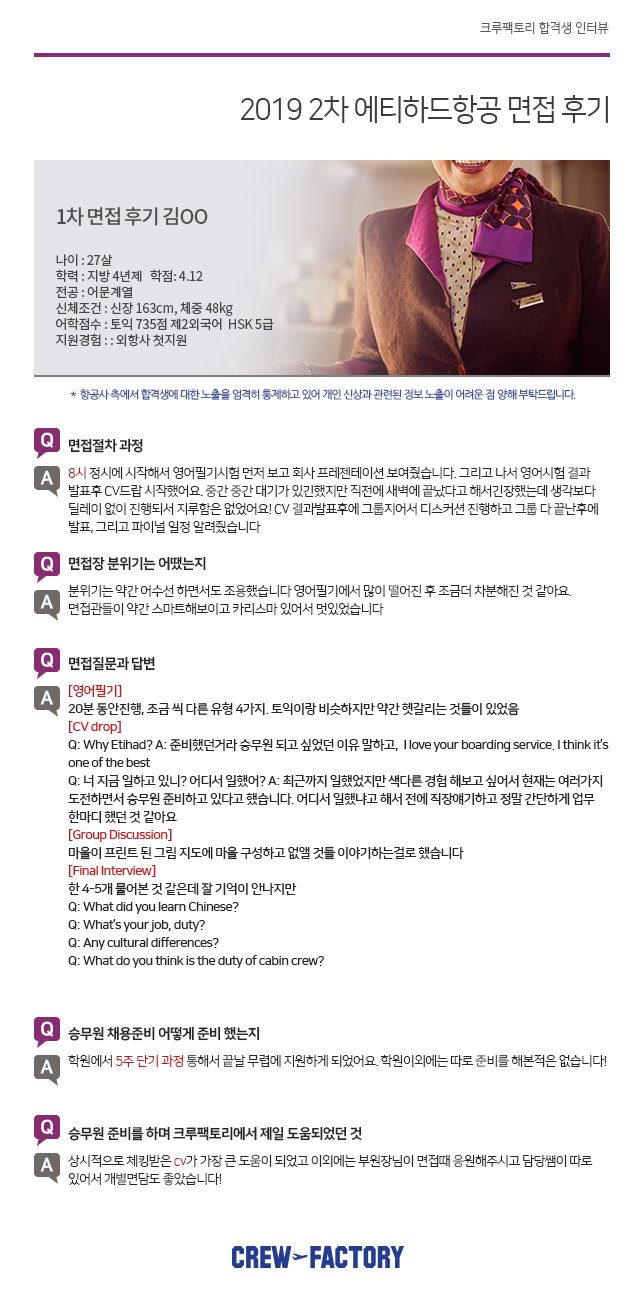 크루팩토리 합격생 인터뷰
2019 2차 에티하드항공 면접 후기
1차 면접 후기 김OO
나이 : 27살
학력 : 지방 4년제 학점: 4.12
전공 : 어문계열
신체조건 : 신장 163cm, 체중 48kg
어학점수 : 토익 735점 제2외국어 HSK 5급
지원경험 : : 외항사 첫지원
* 항공사 측에서 합격생에 대한 노출을 엄격히 통제하고 있어 개인 신상과 관련된 정보 노출이 어려운 점 양해 부탁드립니다.
Q 면접절차 과정
A 8시 정시에 시작해서 영어필기시험 먼저 보고 회사 프레젠테이션 보여줬습니다. 그리고 나서 영어시험 결과
발표후 CV드랍 시작했어요. 중간 중간 대기가 있긴했지만 직전에 새벽에 끝났다고 해서긴장했는데 생각보다
딜레이 없이 진행되서 지루함은 없었어요! CV 결과발표후에 그룹지어서 디스커션 진행하고 그룹 다 끝난후에
발표, 그리고 파이널 일정 알려줬습니다
Q 면접장 분위기는 어땠는지
A 분위기는 약간 어수선 하면서도 조용했습니다 영어필기에서 많이 떨어진 후 조금더 차분해진 것 같아요.
면접관들이 약간 스마트해보이고 카리스마 있어서 멋있었습니다
Q 면접질문과 답변
A [영어필기]
20분 동안진행, 조금 씩 다른 유형 4가지. 토익이랑 비슷하지만 약간 헷갈리는 것들이 있었음
[CV drop]
Q: Why Etihad? A: 준비했던거라 승무원 되고 싶었던 이유 말하고, I love your boarding service. I think it's
one of the best
Q: 너 지금 일하고 있니? 어디서 일했어? A: 최근까지 일했었지만 색다른 경험 해보고 싶어서 현재는 여러가지
도전하면서 승무원 준비하고 있다고 했습니다. 어디서 일했냐고 해서 전에 직장얘기하고 정말 간단하게 업무
한마디 했던 것 같아요
[Group Discussion]
마을이 프린트 된 그림 지도에 마을 구성하고 없앨 것들 이야기하는걸로 했습니다
[Final Interview]
한 4-5개 물어본 것 같은데 잘 기억이 안나지만
Q: What did you learn Chinese?
Q: What's your job, duty?
Q: Any cultural differences?
Q: What do you think is the duty of cabin crew?
Q 승무원 채용준비 어떻게 준비 했는지
A 학원에서 5주 단기 과정 통해서 끝날 무렵에 지원하게 되었어요. 학원이외에는 따로 준비를 해본적은 없습니다!
Q 승무원 준비를 하며 크루팩토리에서 제일 도움되었던 것
A 상시적으로 체킹받은 cv가 가장 큰 도움이 되었고 이외에는 부원장님이 면접때 응원해주시고 담당쌤이 따로
있어서 개별면담도 좋았습니다!
CREW FACTORY